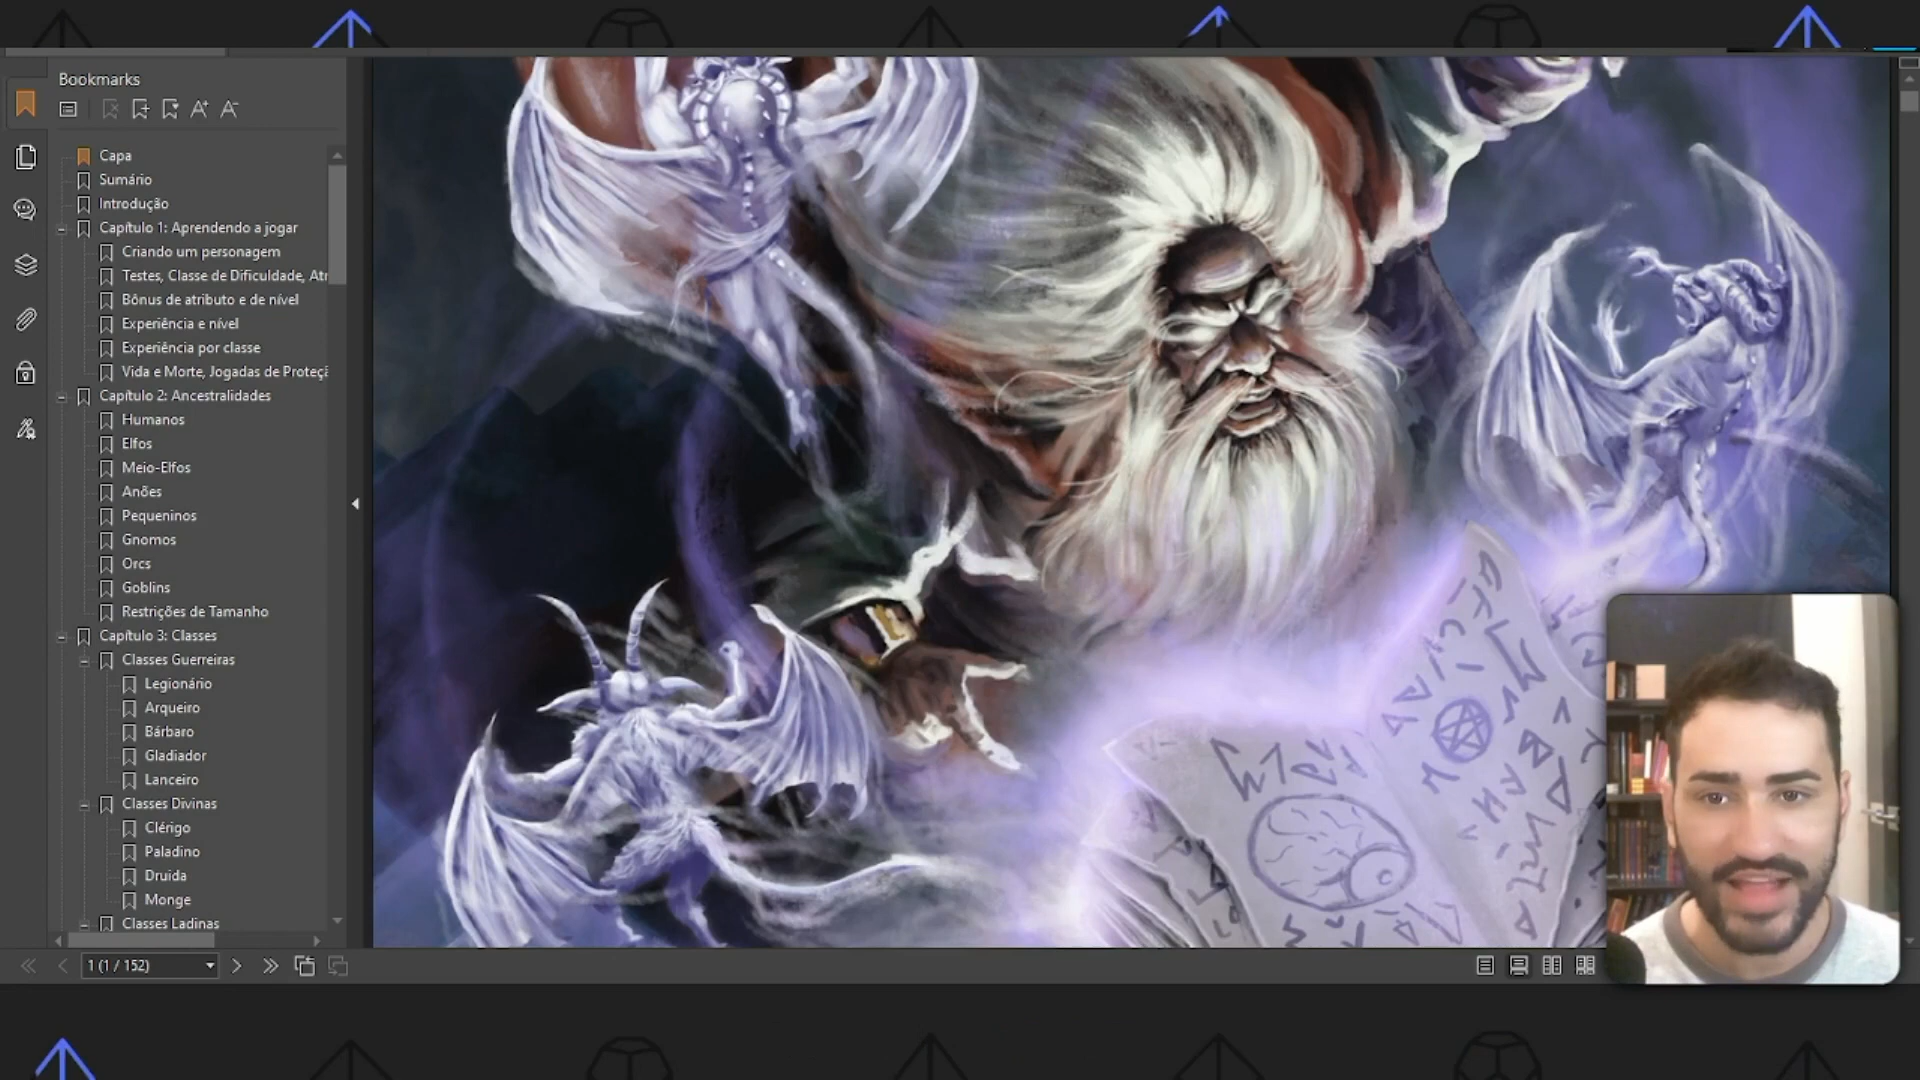 Bookmarks
Capa
Sumário
Introdução
Capítulo 1: Aprendendo a jogar
Criando um personagem
Testes, Classe de Dificuldade, Atr
Bônus de atributo e de nível
Experiência e nível
Experiência por classe
Vida e Morte, Jogadas de Proteçã
Capítulo 2: Ancestralidades
Humanos
Elfos
Meio-Elfos
Anões
Pequeninos
Gnomos
Orcs
Goblins
Restrições de Tamanho
Capítulo 3: Classes
Classes Guerreiras
Legionário
Arqueiro
Bárbaro
Gladiador
Lanceiro
Classes Divinas
Clérigo
Paladino
Druida
Monge
Classes Ladinas
1 (1 / 152)